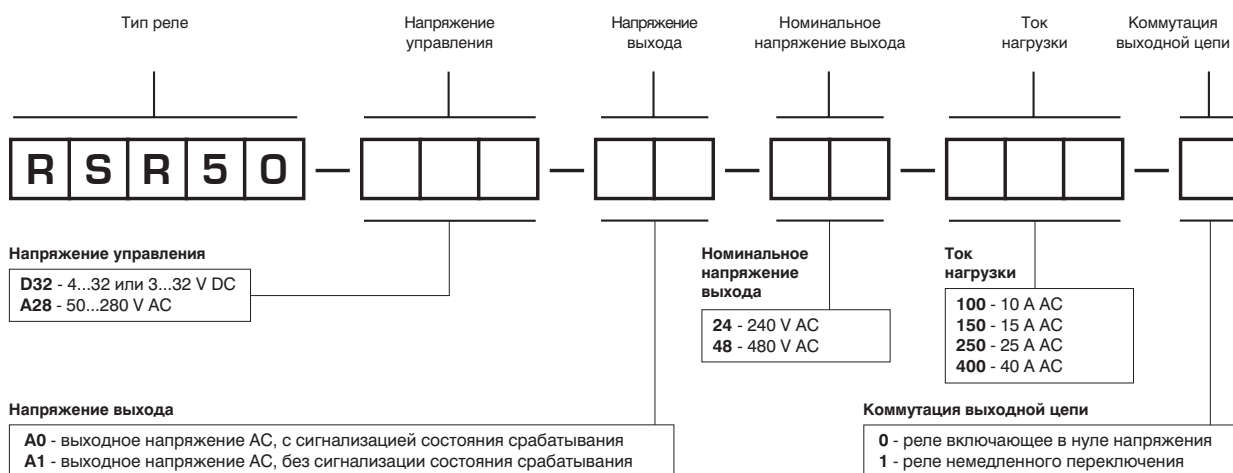 Тип реле
Напряжение
управления
Напряжение
выхода
Номинальное
напряжение выхода
Ток
нагрузки
Коммутация
выходной цепи
RSR50 — — — — —
Напряжение управления
D32 - 4...32 или 3...32 V DC
A28 - 50...280 V AC
Номинальное
напряжение
выхода
24 - 240 V AC
48 - 480 V AC
Ток
нагрузки
100 - 10 A AC
150 - 15 A AC
250 - 25 A AC
400 - 40 A AC
Напряжение выхода
A0 - выходное напряжение AC, с сигнализацией состояния срабатывания
A1 - выходное напряжение AC, без сигнализации состояния срабатывания
Коммутация выходной цепи
0 - реле включающее в нуле напряжения
1 - реле немедленного переключения